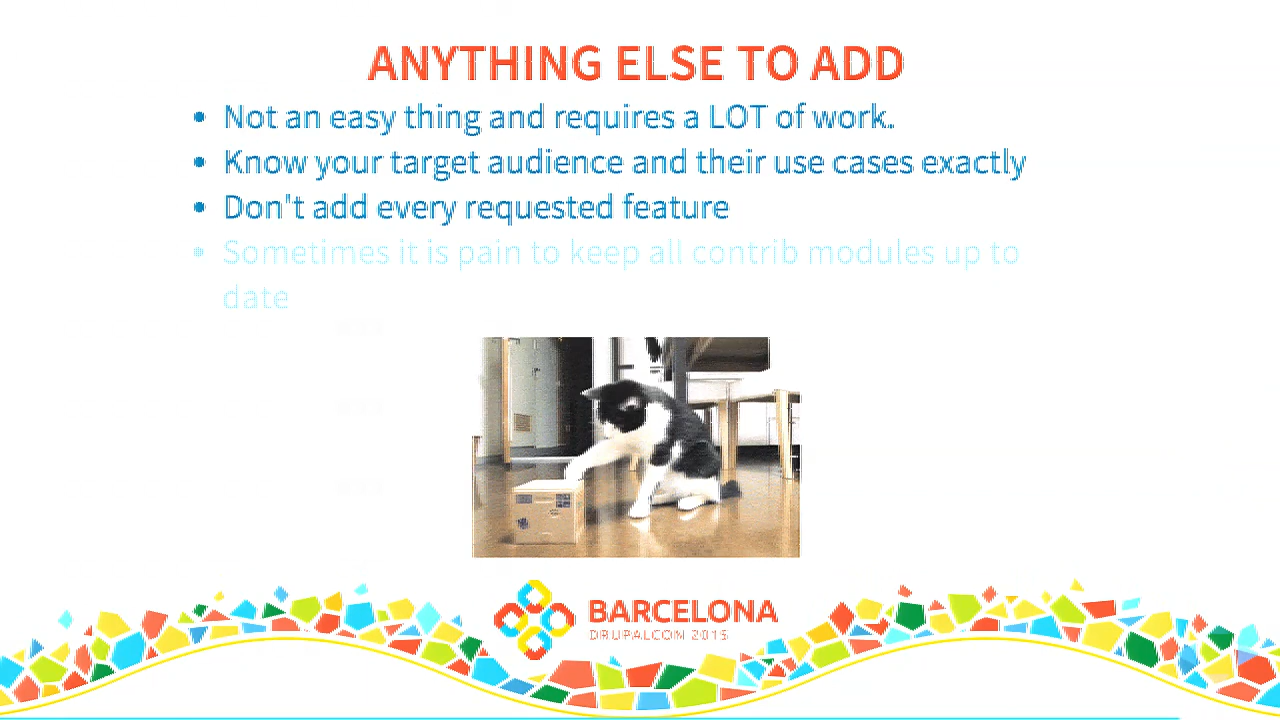 ANYTHING ELSE TO ADD
• Not an easy thing and requires a LOT of work.
• Know your target audience and their use cases exactly
• Don't add every requested feature
• Sometimes it is pain to keep all contrib modules up to
date
BARCELONA
DRUPALCON 2015